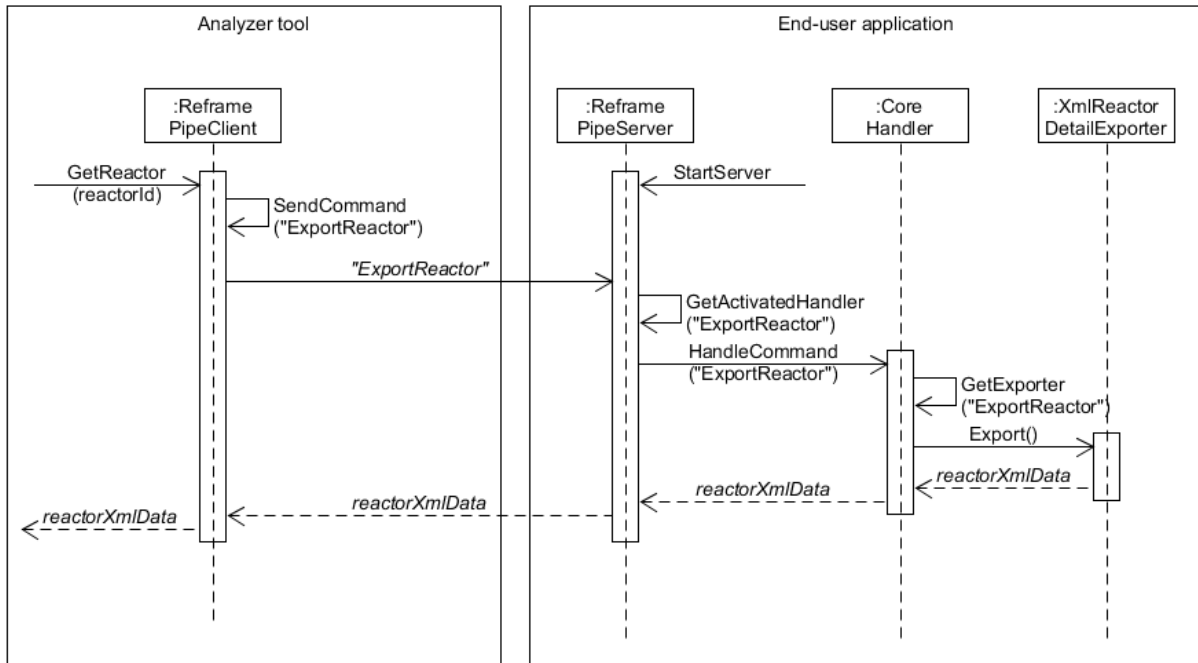 Analyzer tool
End-user application
:Reframe
PipeClient
:Reframe
PipeServer
:Core
Handler
:XmlReactor
DetailExporter
GetReactor
(reactorId)
StartServer
SendCommand
("ExportReactor")
"ExportReactor"
GetActivatedHandler
("ExportReactor")
HandleCommand
("ExportReactor")
GetExporter
("ExportReactor")
Export()
reactorXmlData
reactorXmlData
reactorXmlData
reactorXmlData